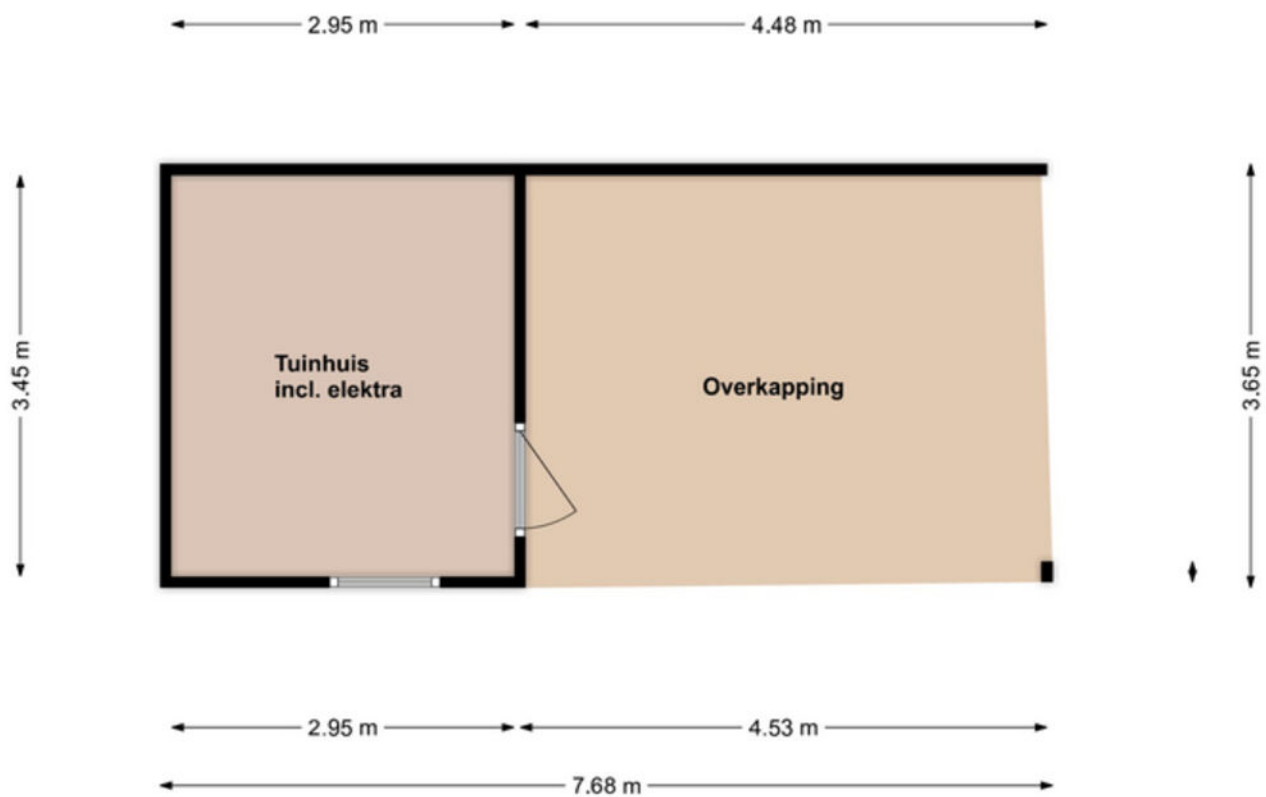 2.95 m
4.48 m
3.45 m
3.65 m
Tuinhuis
incl. elektra
Overkapping
2.95 m
4.53 m
7.68 m